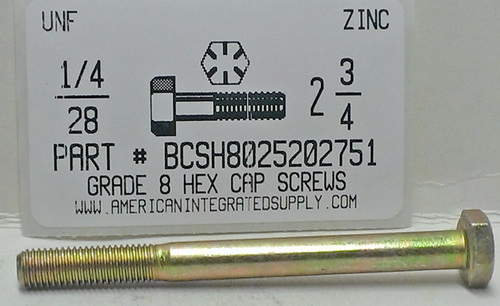 UNF ZINC
1/4
28
2 3/4
PART # BCSH8025202751
GRADE 8 HEX CAP SCREWS
WWW.AMERICANINTEGRATEDSUPPLY.COM